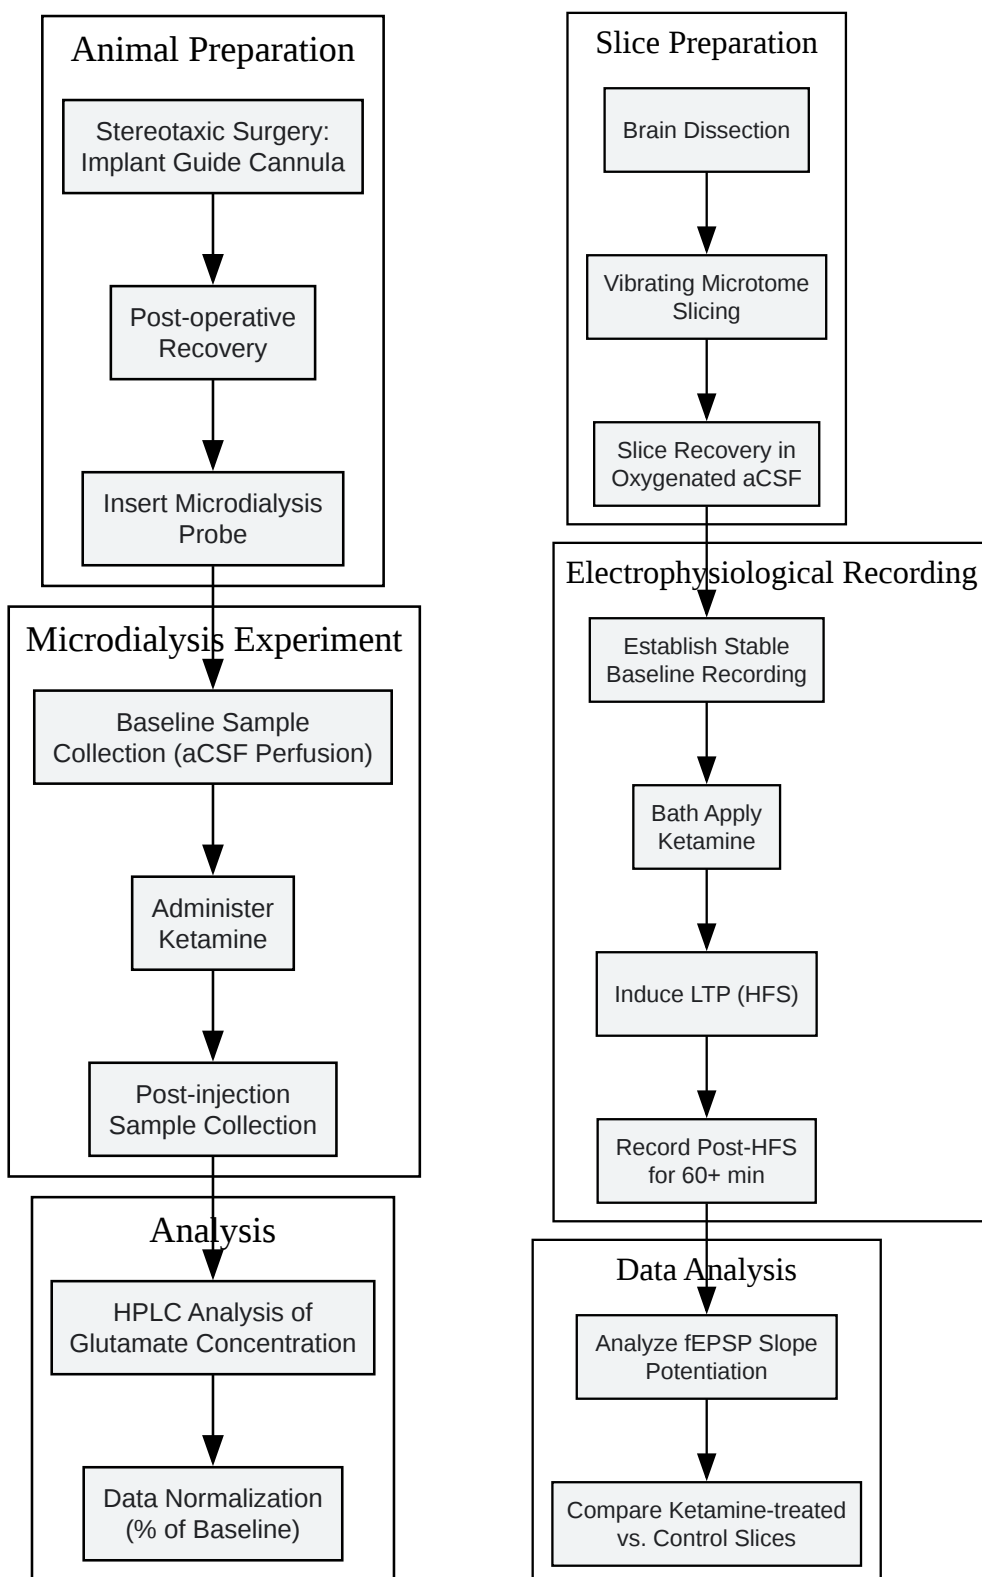 Animal Preparation
Stereotaxic Surgery:
Implant Guide Cannula
Post-operative
Recovery
Insert Microdialysis
Probe
Microdialysis Experiment
Baseline Sample
Collection (aCSF Perfusion)
Administer
Ketamine
Post-injection
Sample Collection
Analysis
HPLC Analysis of
Glutamate Concentration
Data Normalization
(% of Baseline)
Slice Preparation
Brain Dissection
Vibrating Microtome
Slicing
Slice Recovery in
Oxygenated aCSF
Electrophysiological Recording
Establish Stable
Baseline Recording
Bath Apply
Ketamine
Induce LTP (HFS)
Record Post-HFS
for 60+ min
Data Analysis
Analyze fEPSP Slope
Potentiation
Compare Ketamine-treated
vs. Control Slices